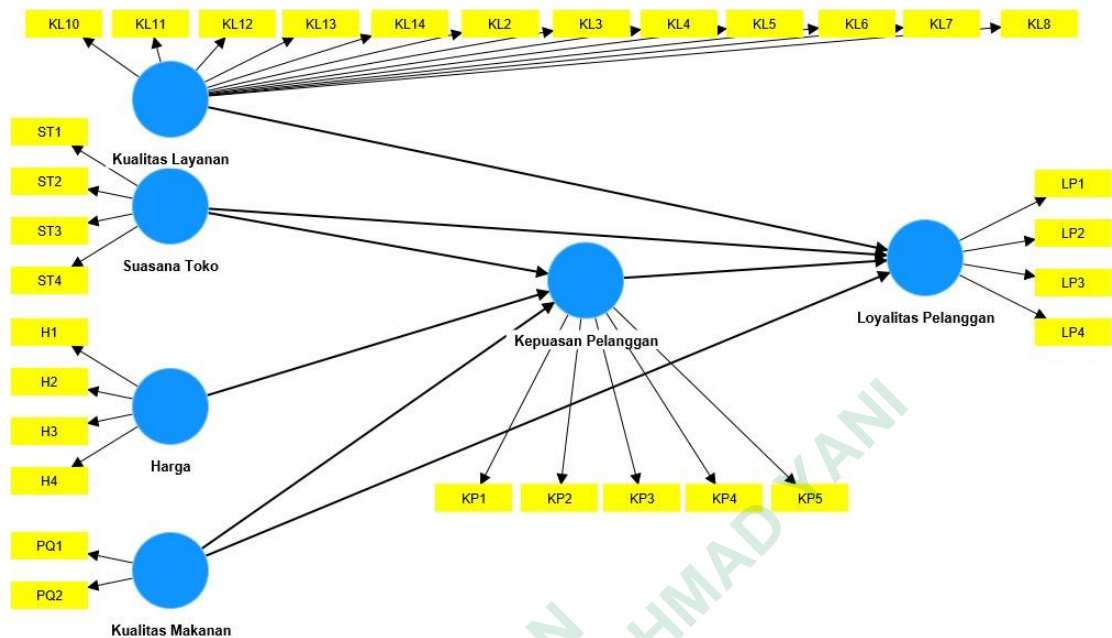 KL10 KL11 KL12 KL13 KL14 KL2 KL3 KL4 KL5 KL6 KL7 KL8
Kualitas Layanan
ST1
ST2
ST3
ST4
Suasana Toko
H1
H2
H3
H4
Harga
PQ1
PQ2
Kualitas Makanan
Kepuasan Pelanggan
KP1 KP2 KP3 KP4 KP5
Loyalitas Pelanggan
LP1
LP2
LP3
LP4
HMAD YANI